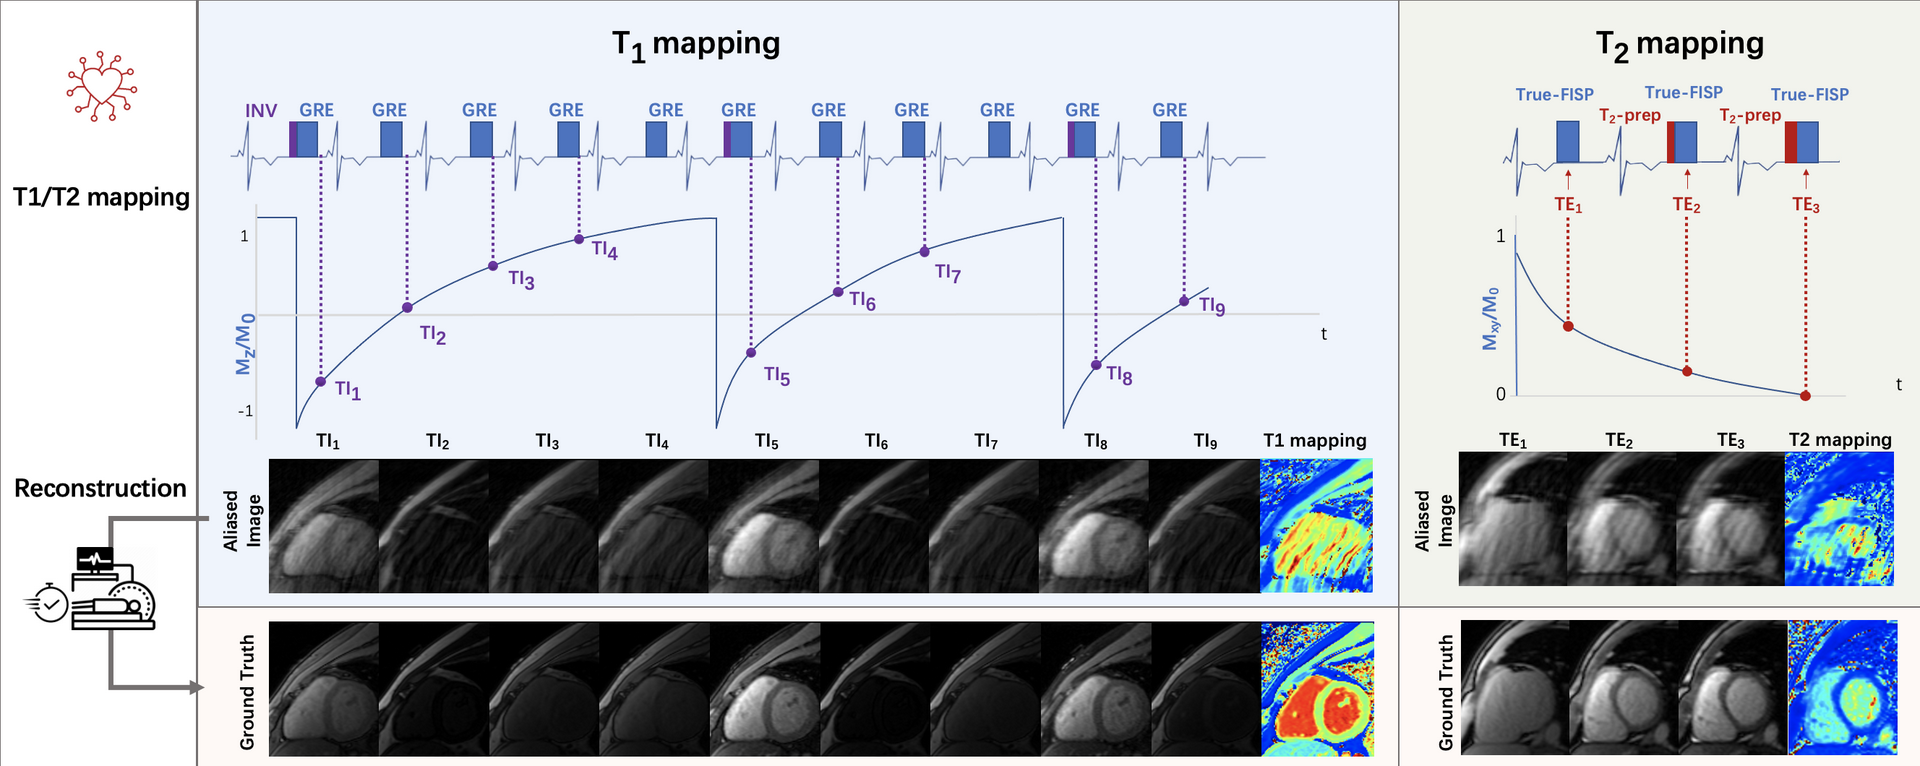 T1 mapping
T2 mapping
T1/T2 mapping
Reconstruction
INV GRE GRE GRE GRE GRE GRE GRE GRE GRE GRE GRE
1
-1
Mz/M0
t
TI1
TI2
TI3
TI4
TI5
TI6
TI7
TI8
TI9
TI1 TI2 TI3 TI4 TI5 TI6 TI7 TI8 TI9 T1 mapping
Aliased
Image
Ground Truth
True-FISP True-FISP True-FISP
T2-prep T2-prep
TE1 TE2 TE3
1
0
Mxy/M0
t
TE1 TE2 TE3 T2 mapping
Aliased
Image
Ground Truth